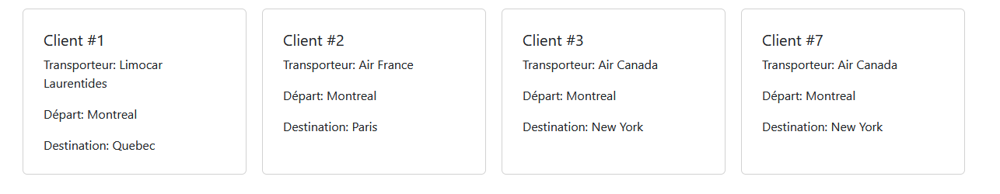 Client #1
Transporteur: Limocar
Laurentides
Départ: Montreal
Destination: Quebec
Client #2
Transporteur: Air France
Départ: Montreal
Destination: Paris
Client #3
Transporteur: Air Canada
Départ: Montreal
Destination: New York
Client #7
Transporteur: Air Canada
Départ: Montreal
Destination: New York